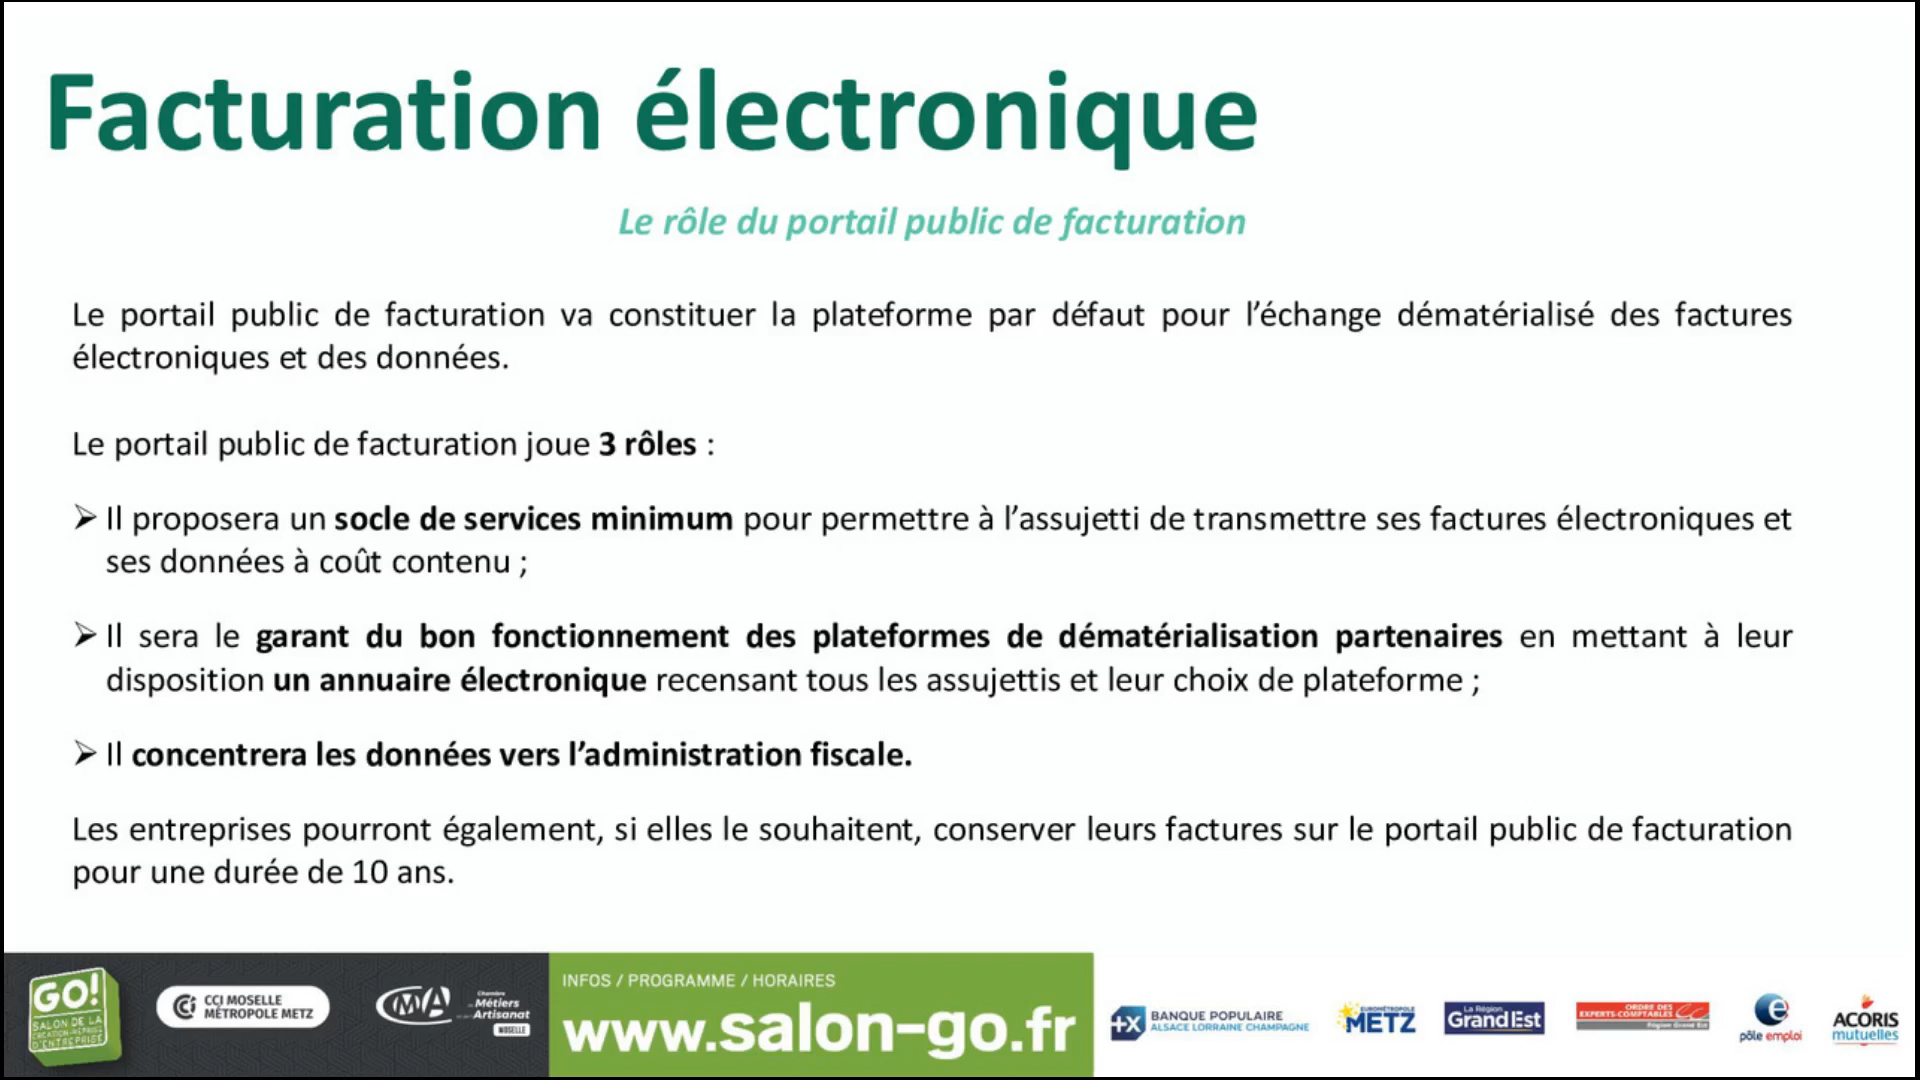 Facturation électronique
Le rôle du portail public de facturation
Le portail public de facturation va constituer la plateforme par défaut pour l’échange dématérialisé des factures
électroniques et des données.
Le portail public de facturation joue 3 rôles :
➢ Il proposera un socle de services minimum pour permettre à l’assujetti de transmettre ses factures électroniques et
ses données à coût contenu ;
➢ Il sera le garant du bon fonctionnement des plateformes de dématérialisation partenaires en mettant à leur
disposition un annuaire électronique recensant tous les assujettis et leur choix de plateforme ;
➢ Il concentrera les données vers l’administration fiscale.
Les entreprises pourront également, si elles le souhaitent, conserver leurs factures sur le portail public de facturation
pour une durée de 10 ans.
GO!
SALON DE LA
CRÉATION-REPRISE
D'ENTREPRISE
CCI MOSELLE
MÉTROPOLE METZ
CMA
Chambre
Métiers
Artisanat
MOSELLE
INFOS / PROGRAMME / HORAIRES
www.salon-go.fr
+X
BANQUE POPULAIRE
ALSACE LORRAINE CHAMPAGNE
EUROMÉTROPOLE
METZ
La Région
Grand Est
ORDRE DES
EXPERTS-COMPTABLES
Région Grand Est
pôle emploi
ACORIS
mutuelles